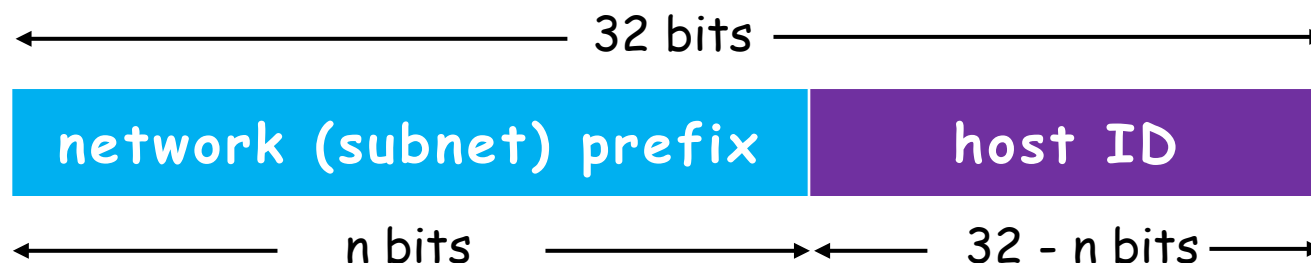 32 bits
network (subnet) prefix host ID
n bits 32 - n bits